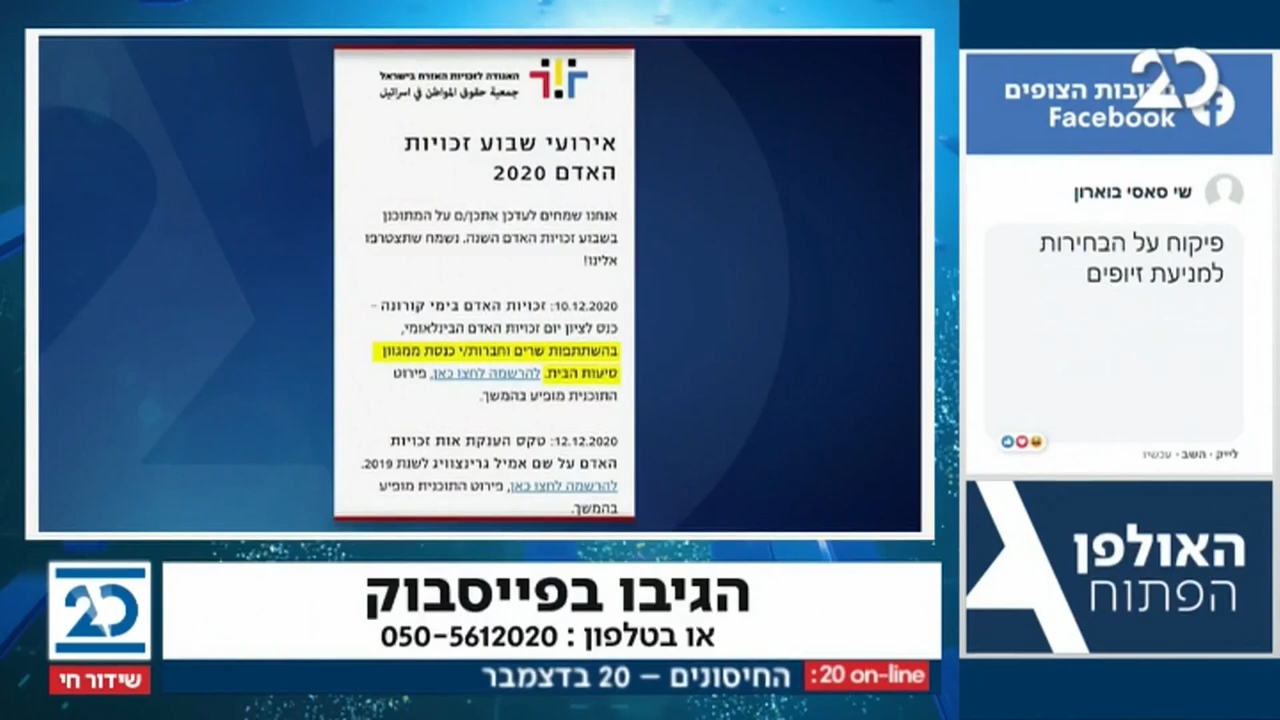 האגודה לזכויות האזרח בישראל
جمعية حقوق المواطن في اسرائيل
אירועי שבוע זכויות
האדם 2020
אנחנו שמחים לעדכן אתכן/ם על המתוכנן
בשבוע זכויות האדם השנה. נשמח שתצטרפו
אלינו!
10.12.2020: זכויות האדם בימי קורונה –
כנס לציון יום זכויות האדם הבינלאומי,
בהשתתפות שרים וחברות/י כנסת ממגוון
סיעות הבית. להרשמה לחצו כאן, פירוט
התוכנית מופיע בהמשך.
12.12.2020: טקס הענקת אות זכויות
האדם על שם אמיל גרינצוויג לשנת 2019.
להרשמה לחצו כאן, פירוט התוכנית מופיע
בהמשך.
20
הצופים
Facebook
שי סאסי בוארון
פיקוח על הבחירות
למניעת זיופים
לייק · השב · עכשיו
האולפן
הפתוח
הגיבו בפייסבוק
או בטלפון : 050-5612020
20
שידור חי
20 on-line:
החיסונים – 20 בדצמבר